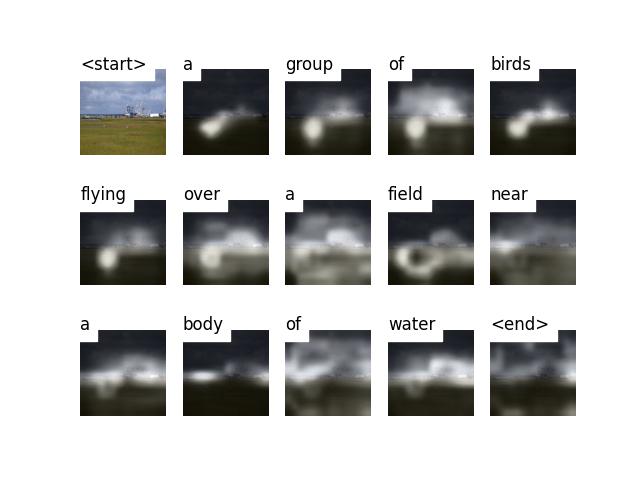 <start> a group of birds
flying over a field near
a body of water <end>